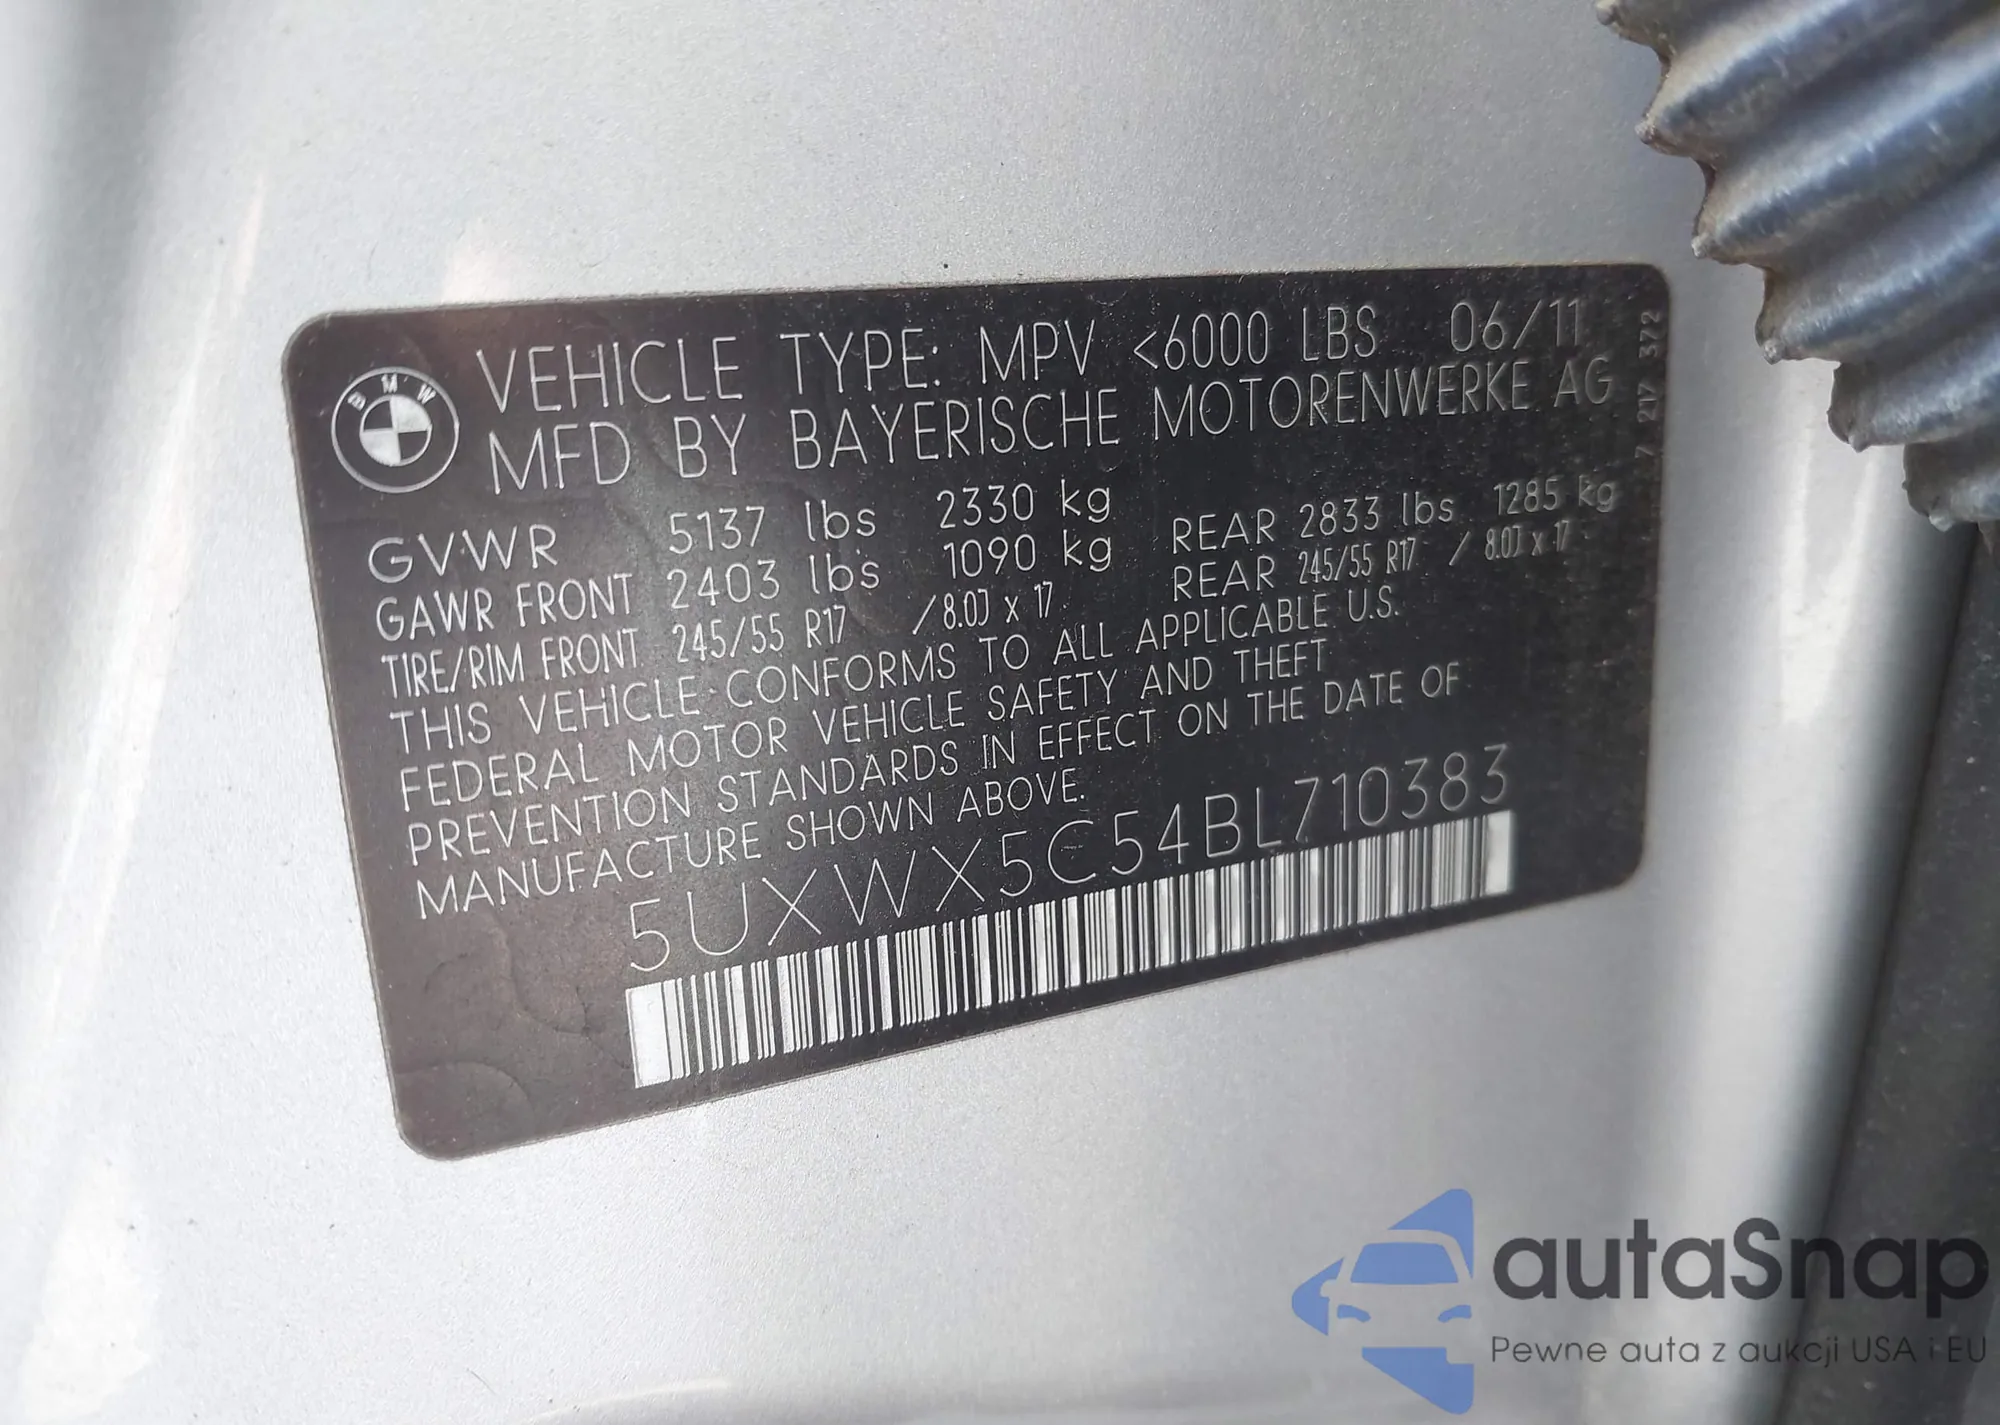 BMW
VEHICLE TYPE: MPV <6000 LBS 06/11
MFD BY BAYERISCHE MOTORENWERKE AG
7 217 372
GVWR 5137 lbs 2330 kg
GAWR FRONT 2403 lbs 1090 kg REAR 2833 lbs 1285 kg
TIRE/RIM FRONT 245/55 R17 /8.0J x 17 REAR 245/55 R17 / 8.0J x 17
THIS VEHICLE CONFORMS TO ALL APPLICABLE U.S.
FEDERAL MOTOR VEHICLE SAFETY AND THEFT
PREVENTION STANDARDS IN EFFECT ON THE DATE OF
MANUFACTURE SHOWN ABOVE.
5UXWX5C54BL710383
autaSnap
Pewne auta z aukcji USA i EU